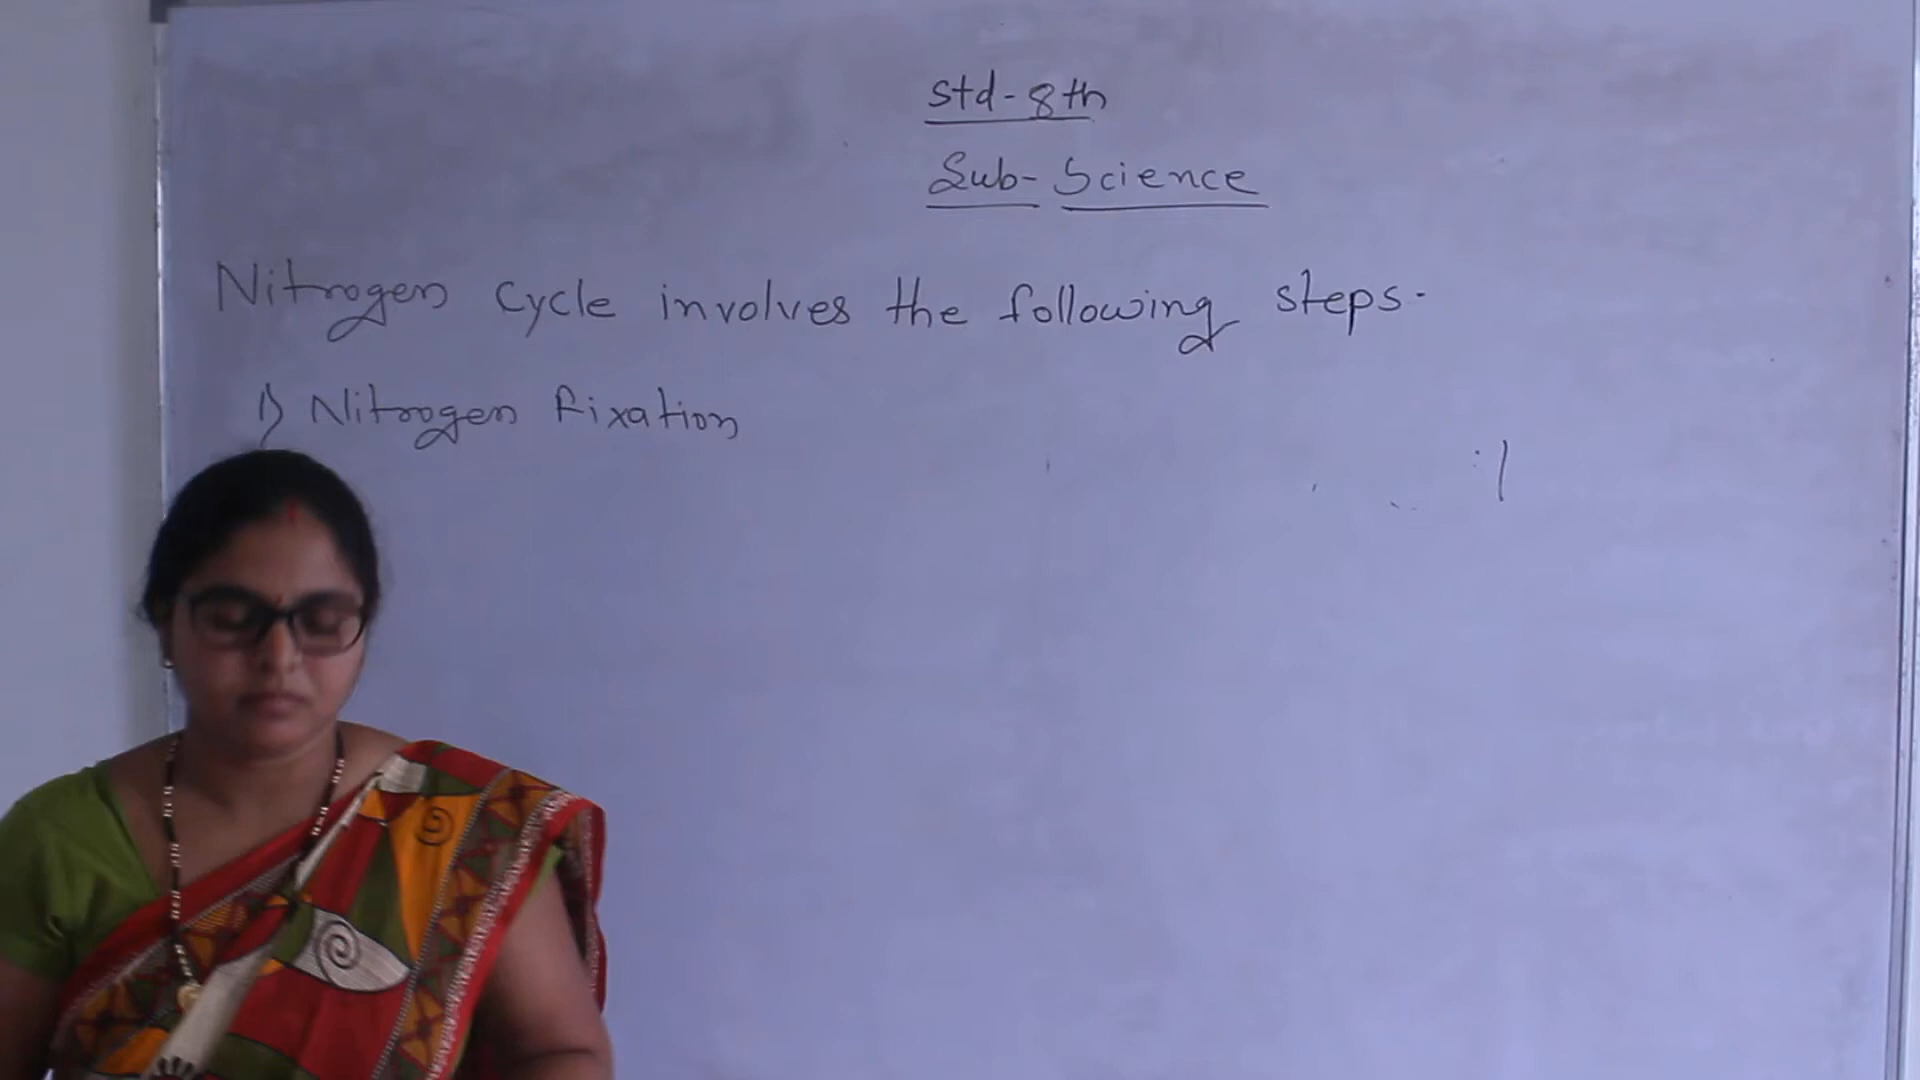 Std-8th
Sub-Science
Nitrogen cycle involves the following steps.
1) Nitrogen fixation